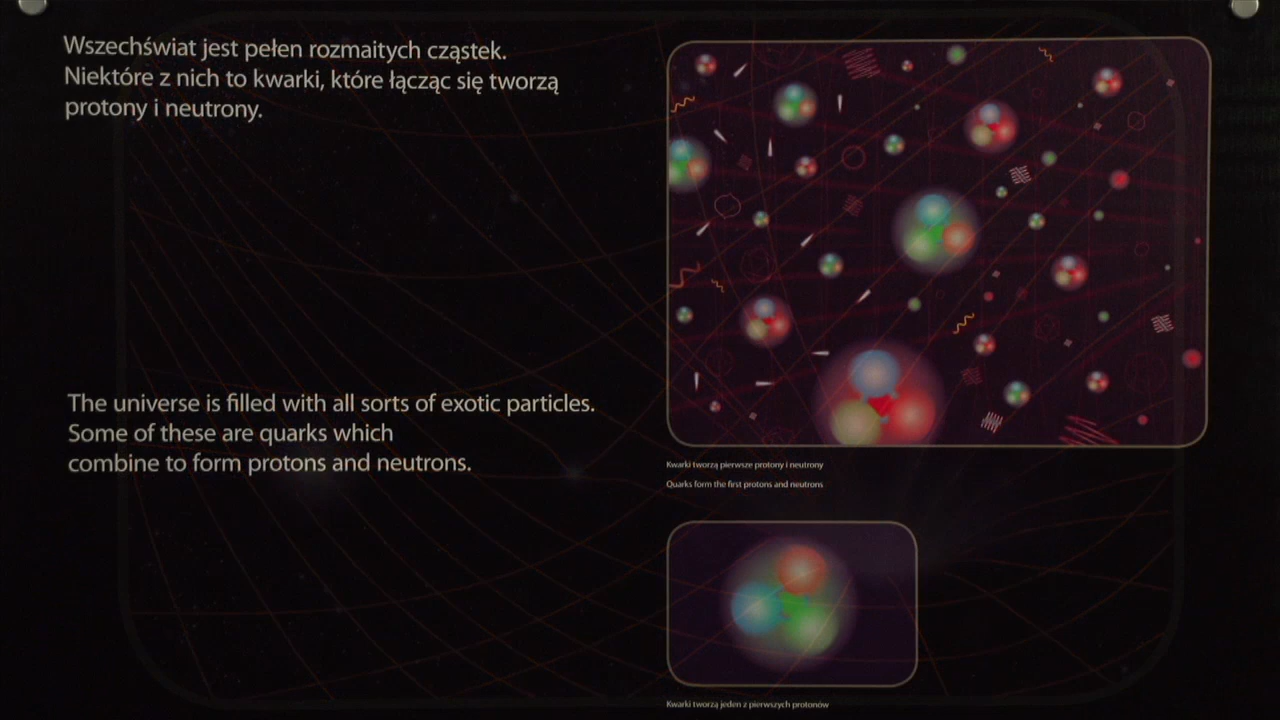 Wszechświat jest pełen rozmaitych cząstek.
Niektóre z nich to kwarki, które łącząc się tworzą
protony i neutrony.
The universe is filled with all sorts of exotic particles.
Some of these are quarks which
combine to form protons and neutrons.
Kwarki tworzą pierwsze protony i neutrony
Quarks form the first protons and neutrons
Kwarki tworzą jeden z pierwszych protonów